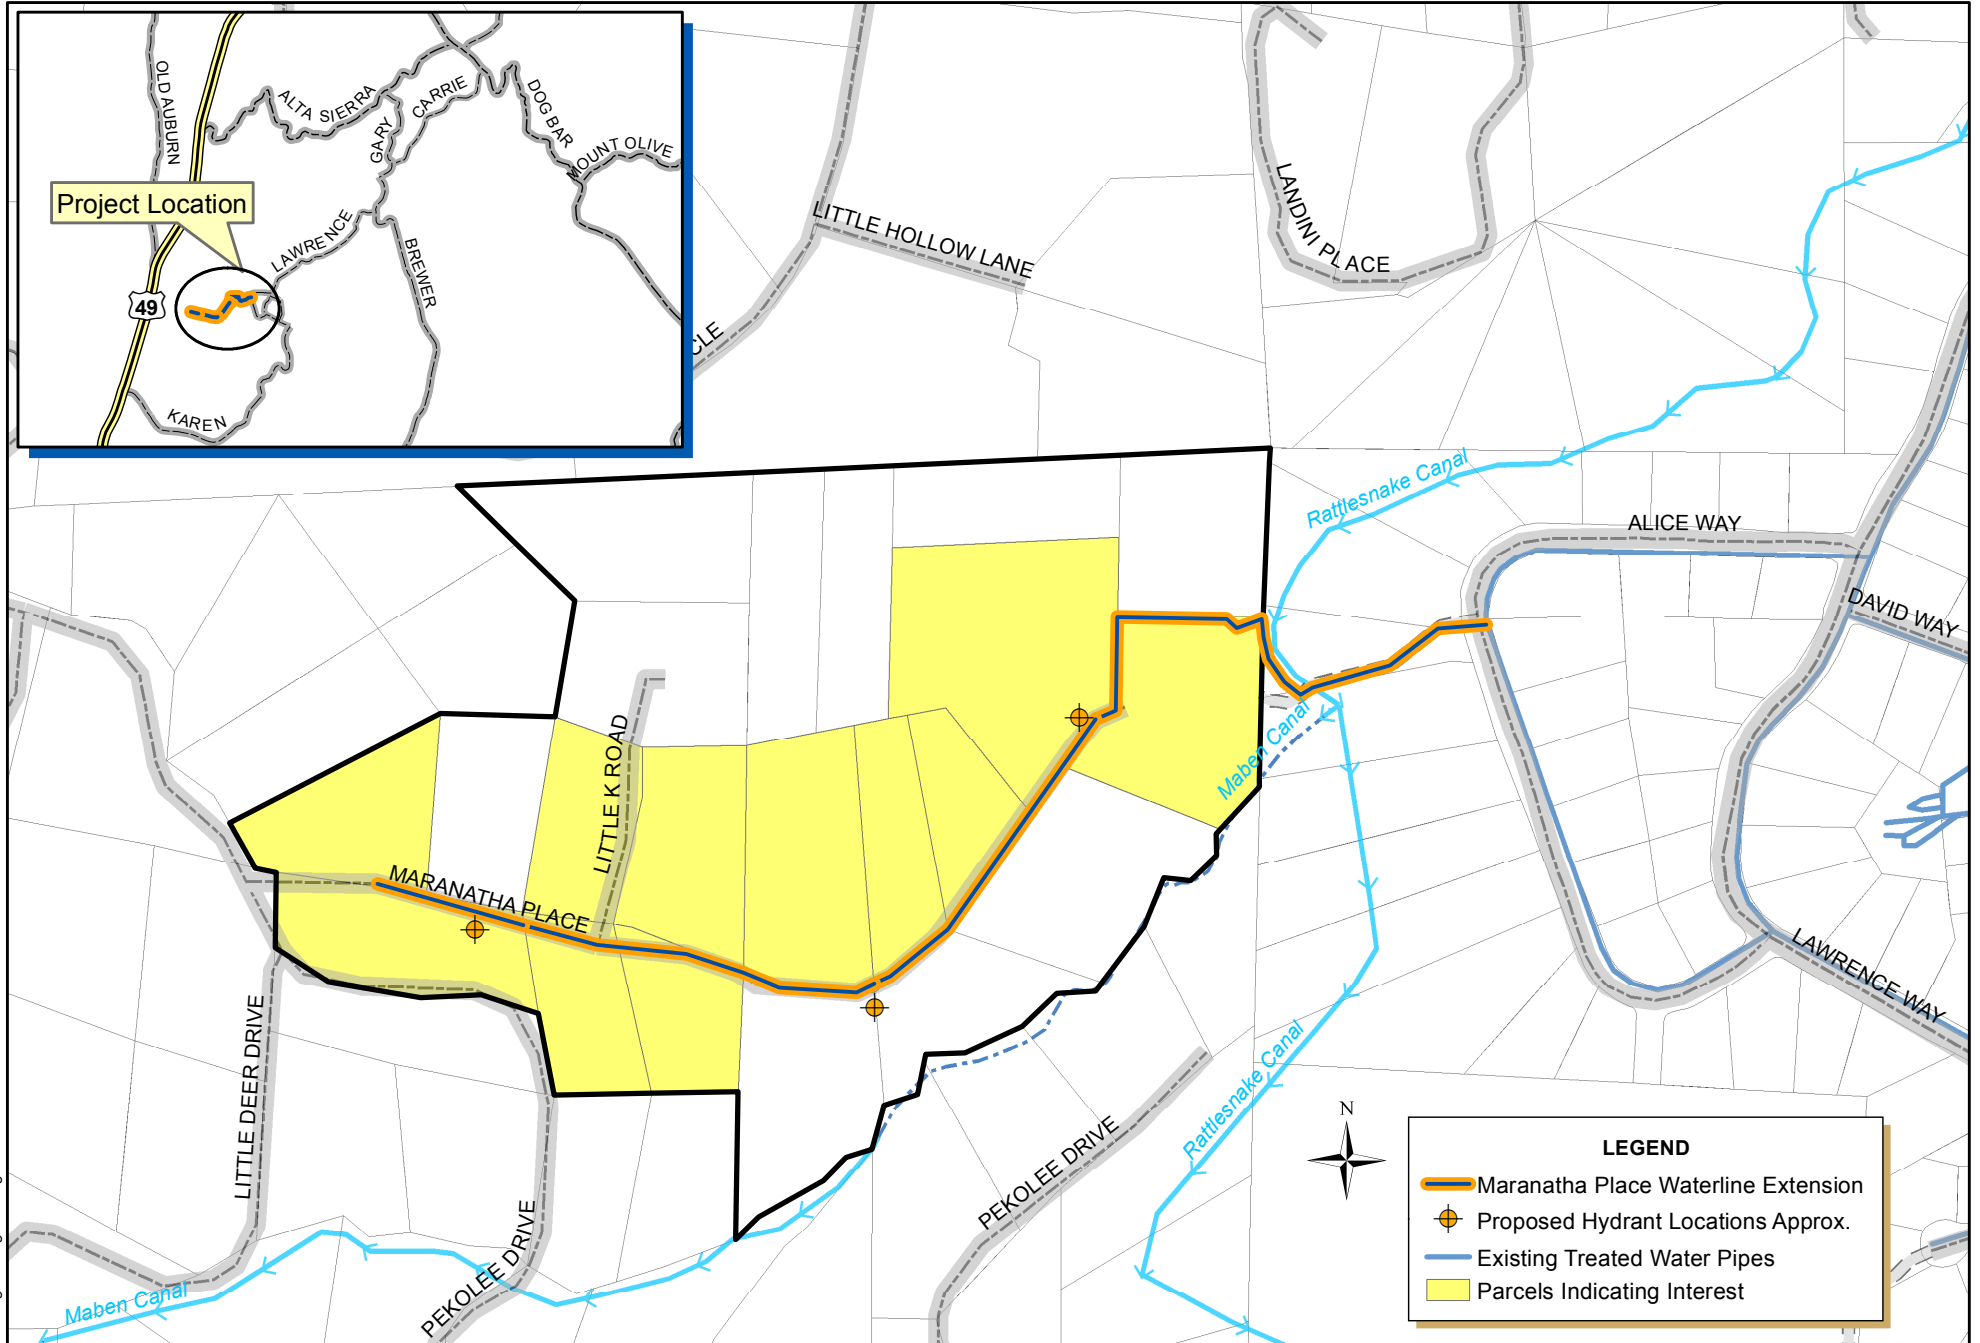 OLD AUBURN
ALTA SIERRA
CARRIE
GARY
DOG BAR
MOUNT OLIVE
Project Location
LAWRENCE
BREWER
49
KAREN
CLE
LITTLE HOLLOW LANE
LANDINI PLACE
Rattlesnake Canal
ALICE WAY
DAVID WAY
LITTLE K ROAD
Maben Canal
MARANATHA PLACE
LAWRENCE WAY
LITTLE DEER DRIVE
Rattlesnake Canal
PEKOLEE DRIVE
PEKOLEE DRIVE
Maben Canal
N
LEGEND
Maranatha Place Waterline Extension
Proposed Hydrant Locations Approx.
Existing Treated Water Pipes
Parcels Indicating Interest